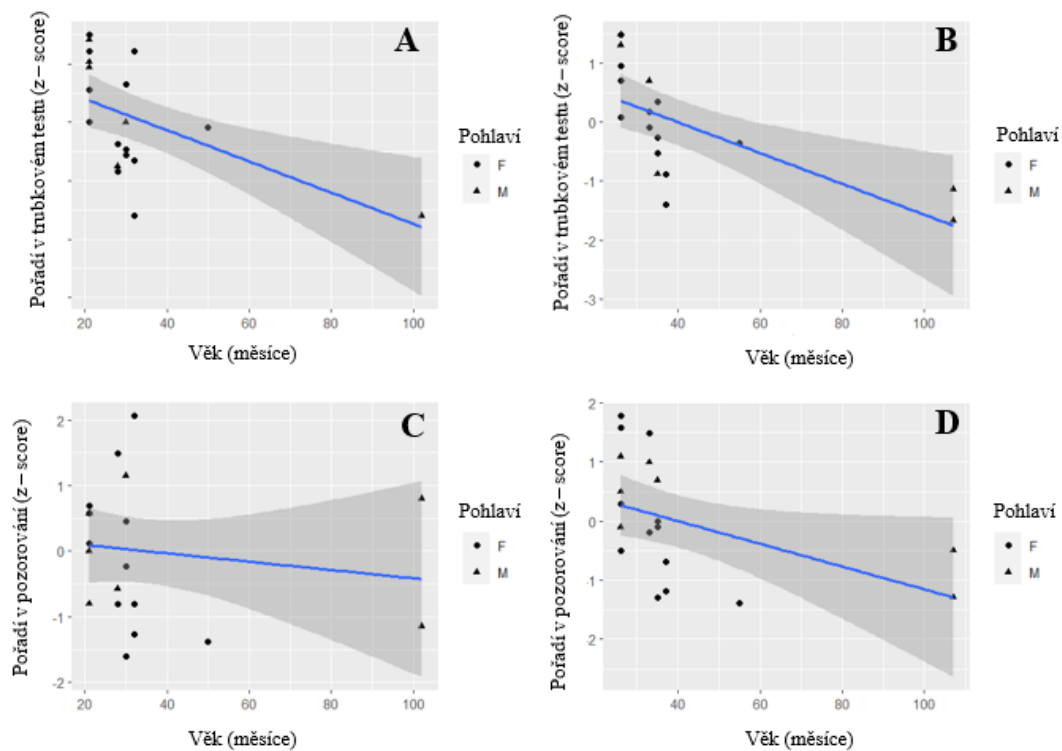 A
Pořadí v trubkovém testu (z – score)
20 40 60 80 100
Věk (měsíce)
Pohlaví
F
M
B
Pořadí v trubkovém testu (z – score)
1
0
-1
-2
-3
40 60 80 100
Věk (měsíce)
Pohlaví
F
M
C
Pořadí v pozorování (z – score)
2
1
0
-1
-2
20 40 60 80 100
Věk (měsíce)
Pohlaví
F
M
D
Pořadí v pozorování (z – score)
2
1
0
-1
2
40 60 80 100
Věk (měsíce)
Pohlaví
F
M